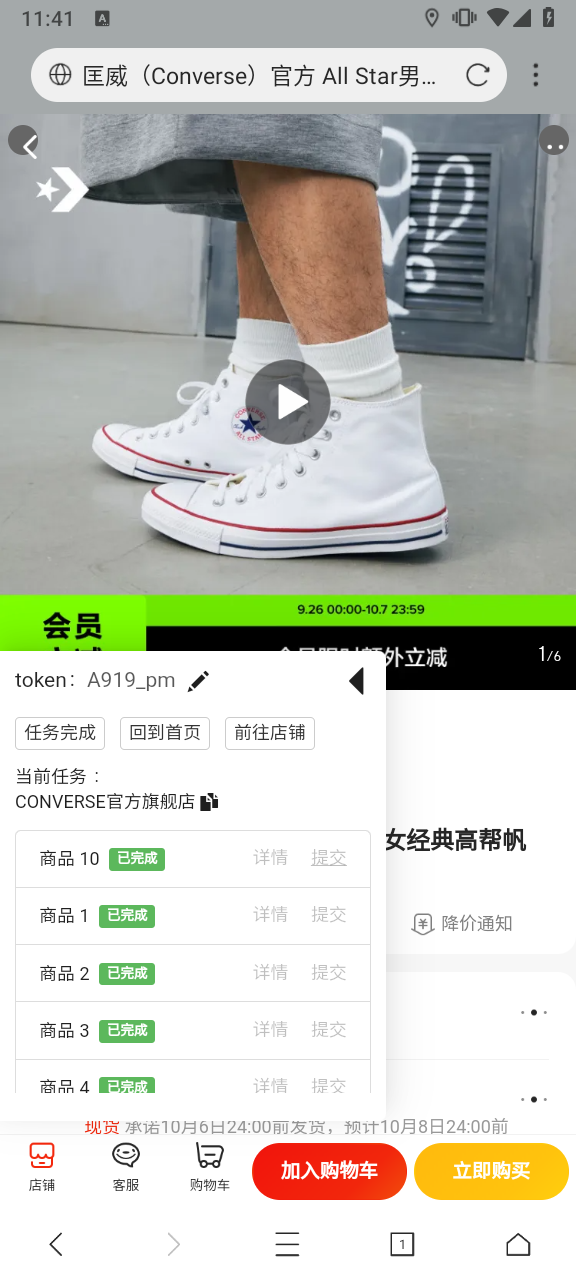 11:41
匡威（Converse）官方 All Star男...
CONVERSE
ALL STAR
9.26 00:00-10.7 23:59
会员
1/6
token： A919_pm
任务完成 回到首页 前往店铺
当前任务 ：
CONVERSE官方旗舰店
女经典高帮帆
商品 10 已完成 详情 提交
商品 1 已完成 详情 提交
降价通知
商品 2 已完成 详情 提交
商品 3 已完成 详情 提交
商品 4 已完成 详情 提交
现货 承诺10月6日24:00前发货，预计10月8日24:00前
店铺 客服 购物车 加入购物车 立即购买
1